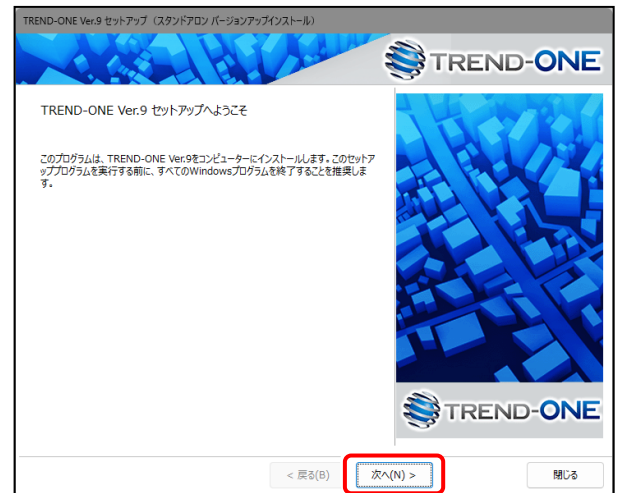 TREND-ONE Ver.9 セットアップ（スタンドアロン バージョンアップインストール）
TREND-ONE
TREND-ONE Ver.9 セットアップへようこそ
このプログラムは、TREND-ONE Ver.9をコンピューターにインストールします。このセットア
ッププログラムを実行する前に、すべてのWindowsプログラムを終了することを推奨しま
す。
TREND-ONE
< 戻る(B)
次へ(N) >
閉じる